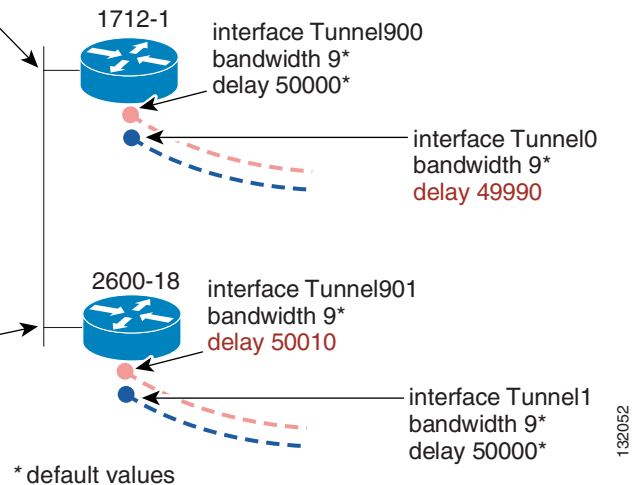 1712-1
interface Tunnel900
bandwidth 9*
delay 50000*
interface Tunnel0
bandwidth 9*
delay 49990
2600-18
interface Tunnel901
bandwidth 9*
delay 50010
interface Tunnel1
bandwidth 9*
delay 50000*
132052
* default values